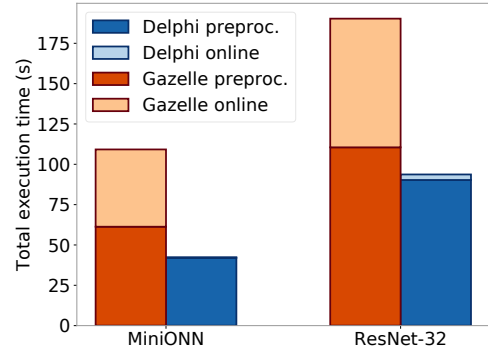 Total execution time (s)
175
150
125
100
75
50
25
0
Delphi preproc.
Delphi online
Gazelle preproc.
Gazelle online
MiniONN
ResNet-32